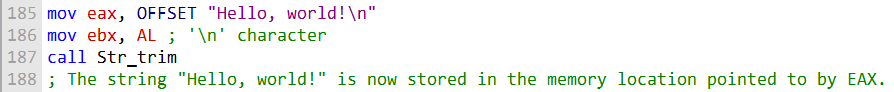 185 mov eax, OFFSET "Hello, world!\n"
186 mov ebx, AL ; '\n' character
187 call Str_trim
188 ; The string "Hello, world!" is now stored in the memory location pointed to by EAX.